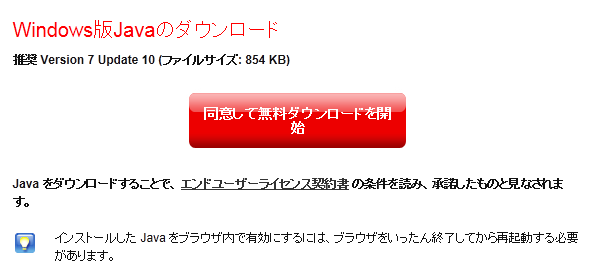 Windows版Javaのダウンロード
推奨 Version 7 Update 10 (ファイルサイズ: 854 KB)
同意して無料ダウンロードを開
始
Java をダウンロードすることで、エンドユーザーライセンス契約書 の条件を読み、承諾したものと見なされま
す。
インストールした Java をブラウザ内で有効にするには、ブラウザをいったん終了してから再起動する必要
があります。